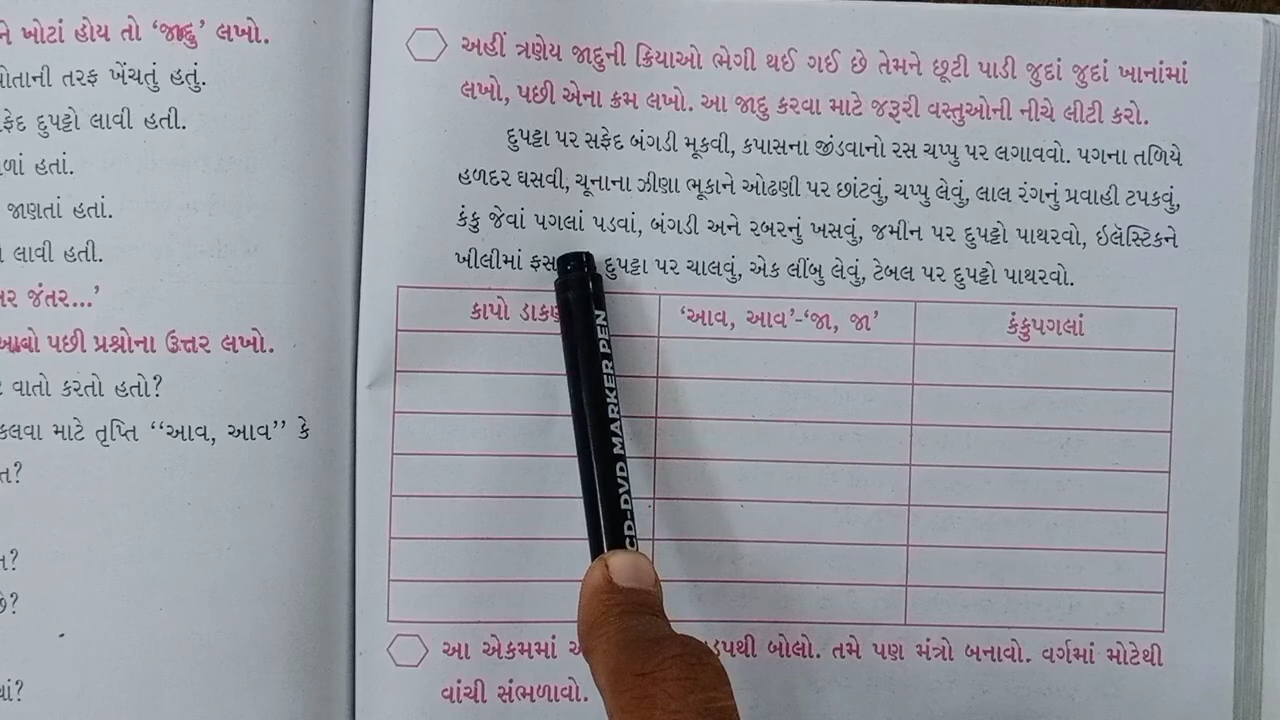 ને ખોટાં હોય તો ‘જાદુ’ લખો.
પોતાની તરફ ખેંચતું હતું.
દુપટ્ટો લાવી હતી.
હતાં.
જાણતાં હતાં.
લાવી હતી.
જંતર...’
પછી પ્રશ્નોના ઉત્તર લખો.
વાતો કરતો હતો?
માટે તૃપ્તિ “આવ, આવ” કે
અહીં ત્રણેય જાદુની ક્રિયાઓ ભેગી થઈ ગઈ છે તેમને છૂટી પાડી જુદાં જુદાં ખાનાંમાં
લખો, પછી એના ક્રમ લખો. આ જાદુ કરવા માટે જરૂરી વસ્તુઓની નીચે લીટી કરો.
દુપટ્ટા પર સફેદ બંગડી મૂકવી, કપાસના જીંડવાનો રસ ચપ્પુ પર લગાવવો. પગના તળિયે
હળદર ઘસવી, ચૂનાના ઝીણા ભૂકાને ઓઢણી પર છાંટવું, ચપ્પુ લેવું, લાલ રંગનું પ્રવાહી ટપકવું,
કંકુ જેવાં પગલાં પડવાં, બંગડી અને રબરનું ખસવું, જમીન પર દુપટ્ટો પાથરવો, ઇલૅસ્ટિકને
ખીલીમાં દુપટ્ટા પર ચાલવું, એક લીંબુ લેવું, ટેબલ પર દુપટ્ટો પાથરવો.
કાપો ‘આવ, આવ’-‘જા, જા’ કંકુપગલાં
CD-DVD MARKER PEN
આ એકમમાં બોલો. તમે પણ મંત્રો બનાવો. વર્ગમાં મોટેથી
વાંચી સંભળાવો.